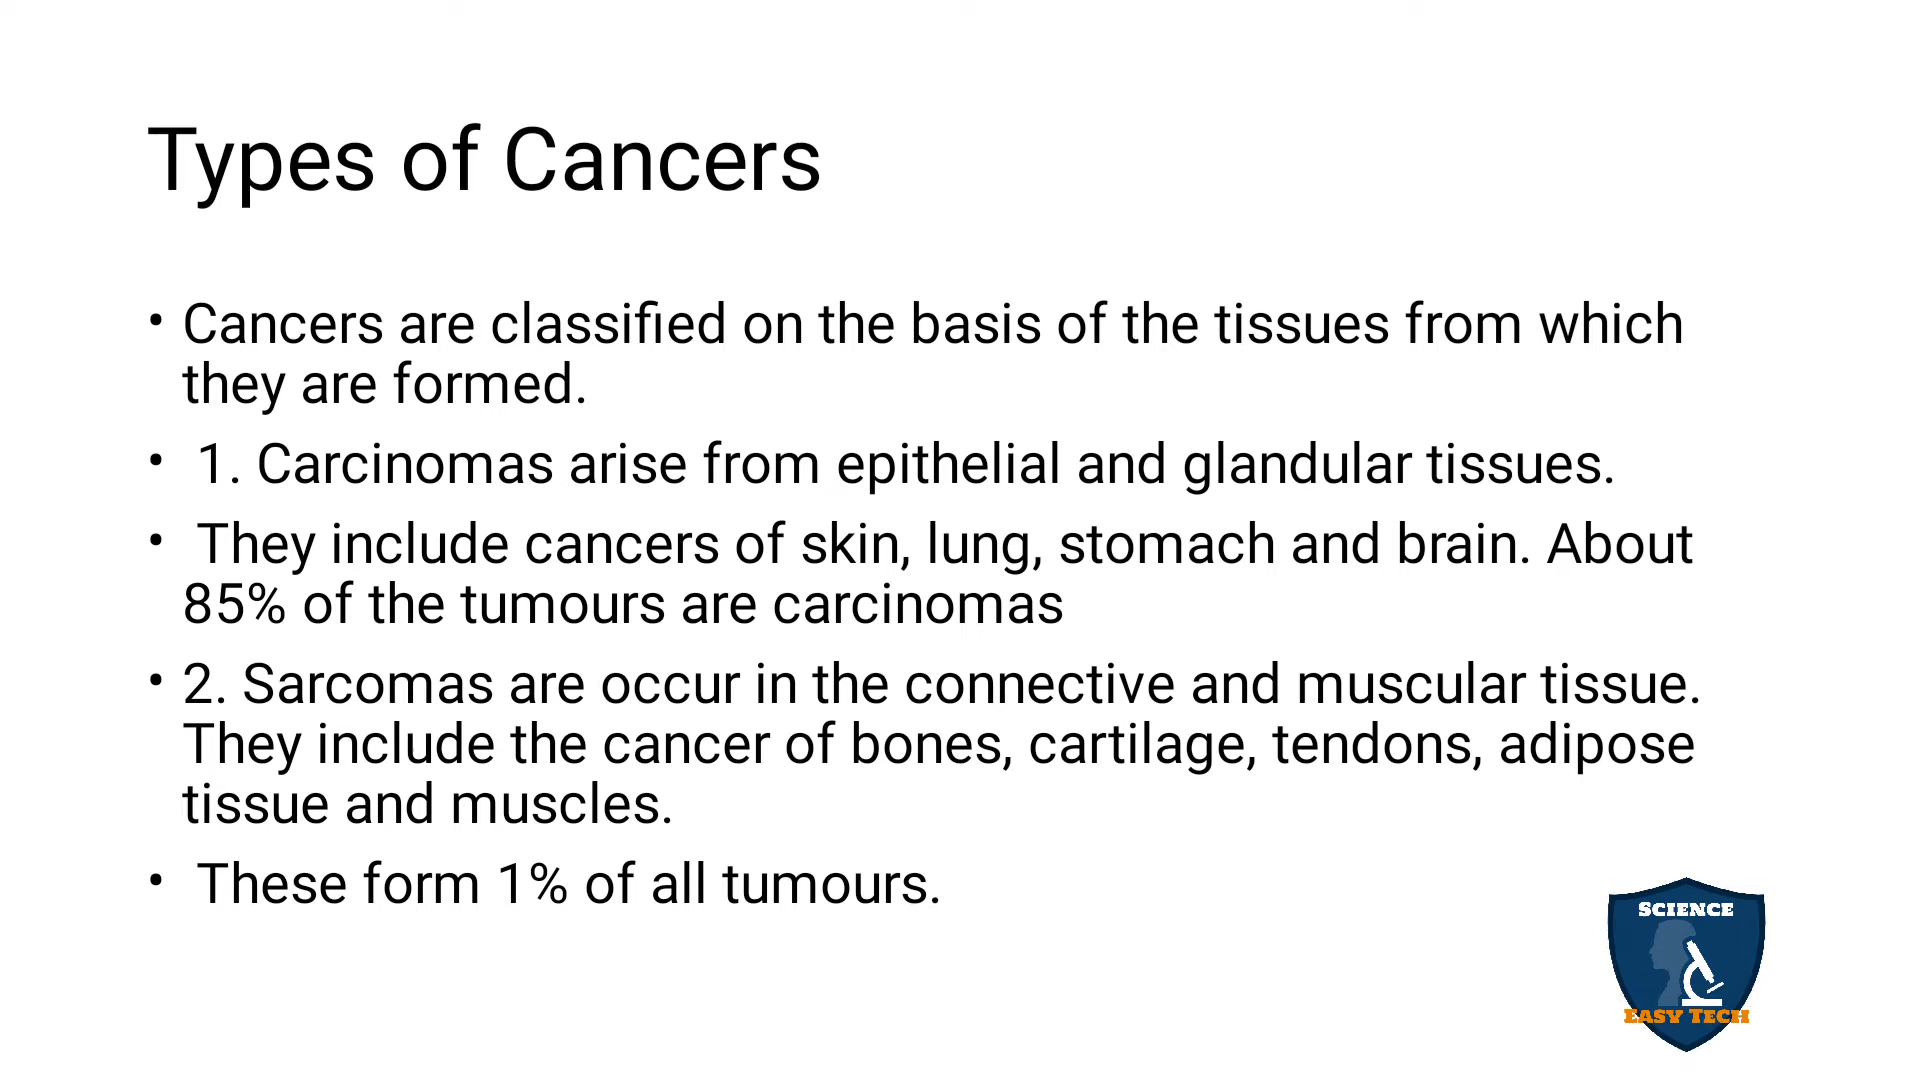 Types of Cancers
• Cancers are classified on the basis of the tissues from which
they are formed.
• 1. Carcinomas arise from epithelial and glandular tissues.
• They include cancers of skin, lung, stomach and brain. About
85% of the tumours are carcinomas
• 2. Sarcomas are occur in the connective and muscular tissue.
They include the cancer of bones, cartilage, tendons, adipose
tissue and muscles.
• These form 1% of all tumours.
SCIENCE
EASY TECH